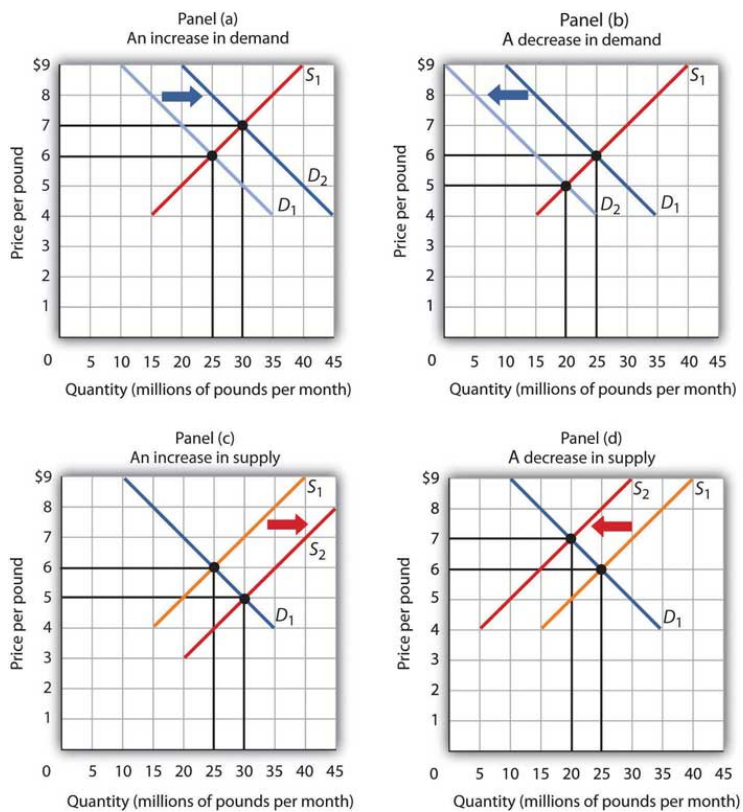 Panel (a)
An increase in demand
$9
8
7
6
5
4
3
2
1
0 5 10 15 20 25 30 35 40 45
S1
D2
D1
Price per pound
Quantity (millions of pounds per month)
Panel (b)
A decrease in demand
$9
8
7
6
5
4
3
2
1
0 5 10 15 20 25 30 35 40 45
S1
D2
D1
Price per pound
Quantity (millions of pounds per month)
Panel (c)
An increase in supply
$9
8
7
6
5
4
3
2
1
0 5 10 15 20 25 30 35 40 45
S1
S2
D1
Price per pound
Quantity (millions of pounds per month)
Panel (d)
A decrease in supply
$9
8
7
6
5
4
3
2
1
0 5 10 15 20 25 30 35 40 45
S2
S1
D1
Price per pound
Quantity (millions of pounds per month)